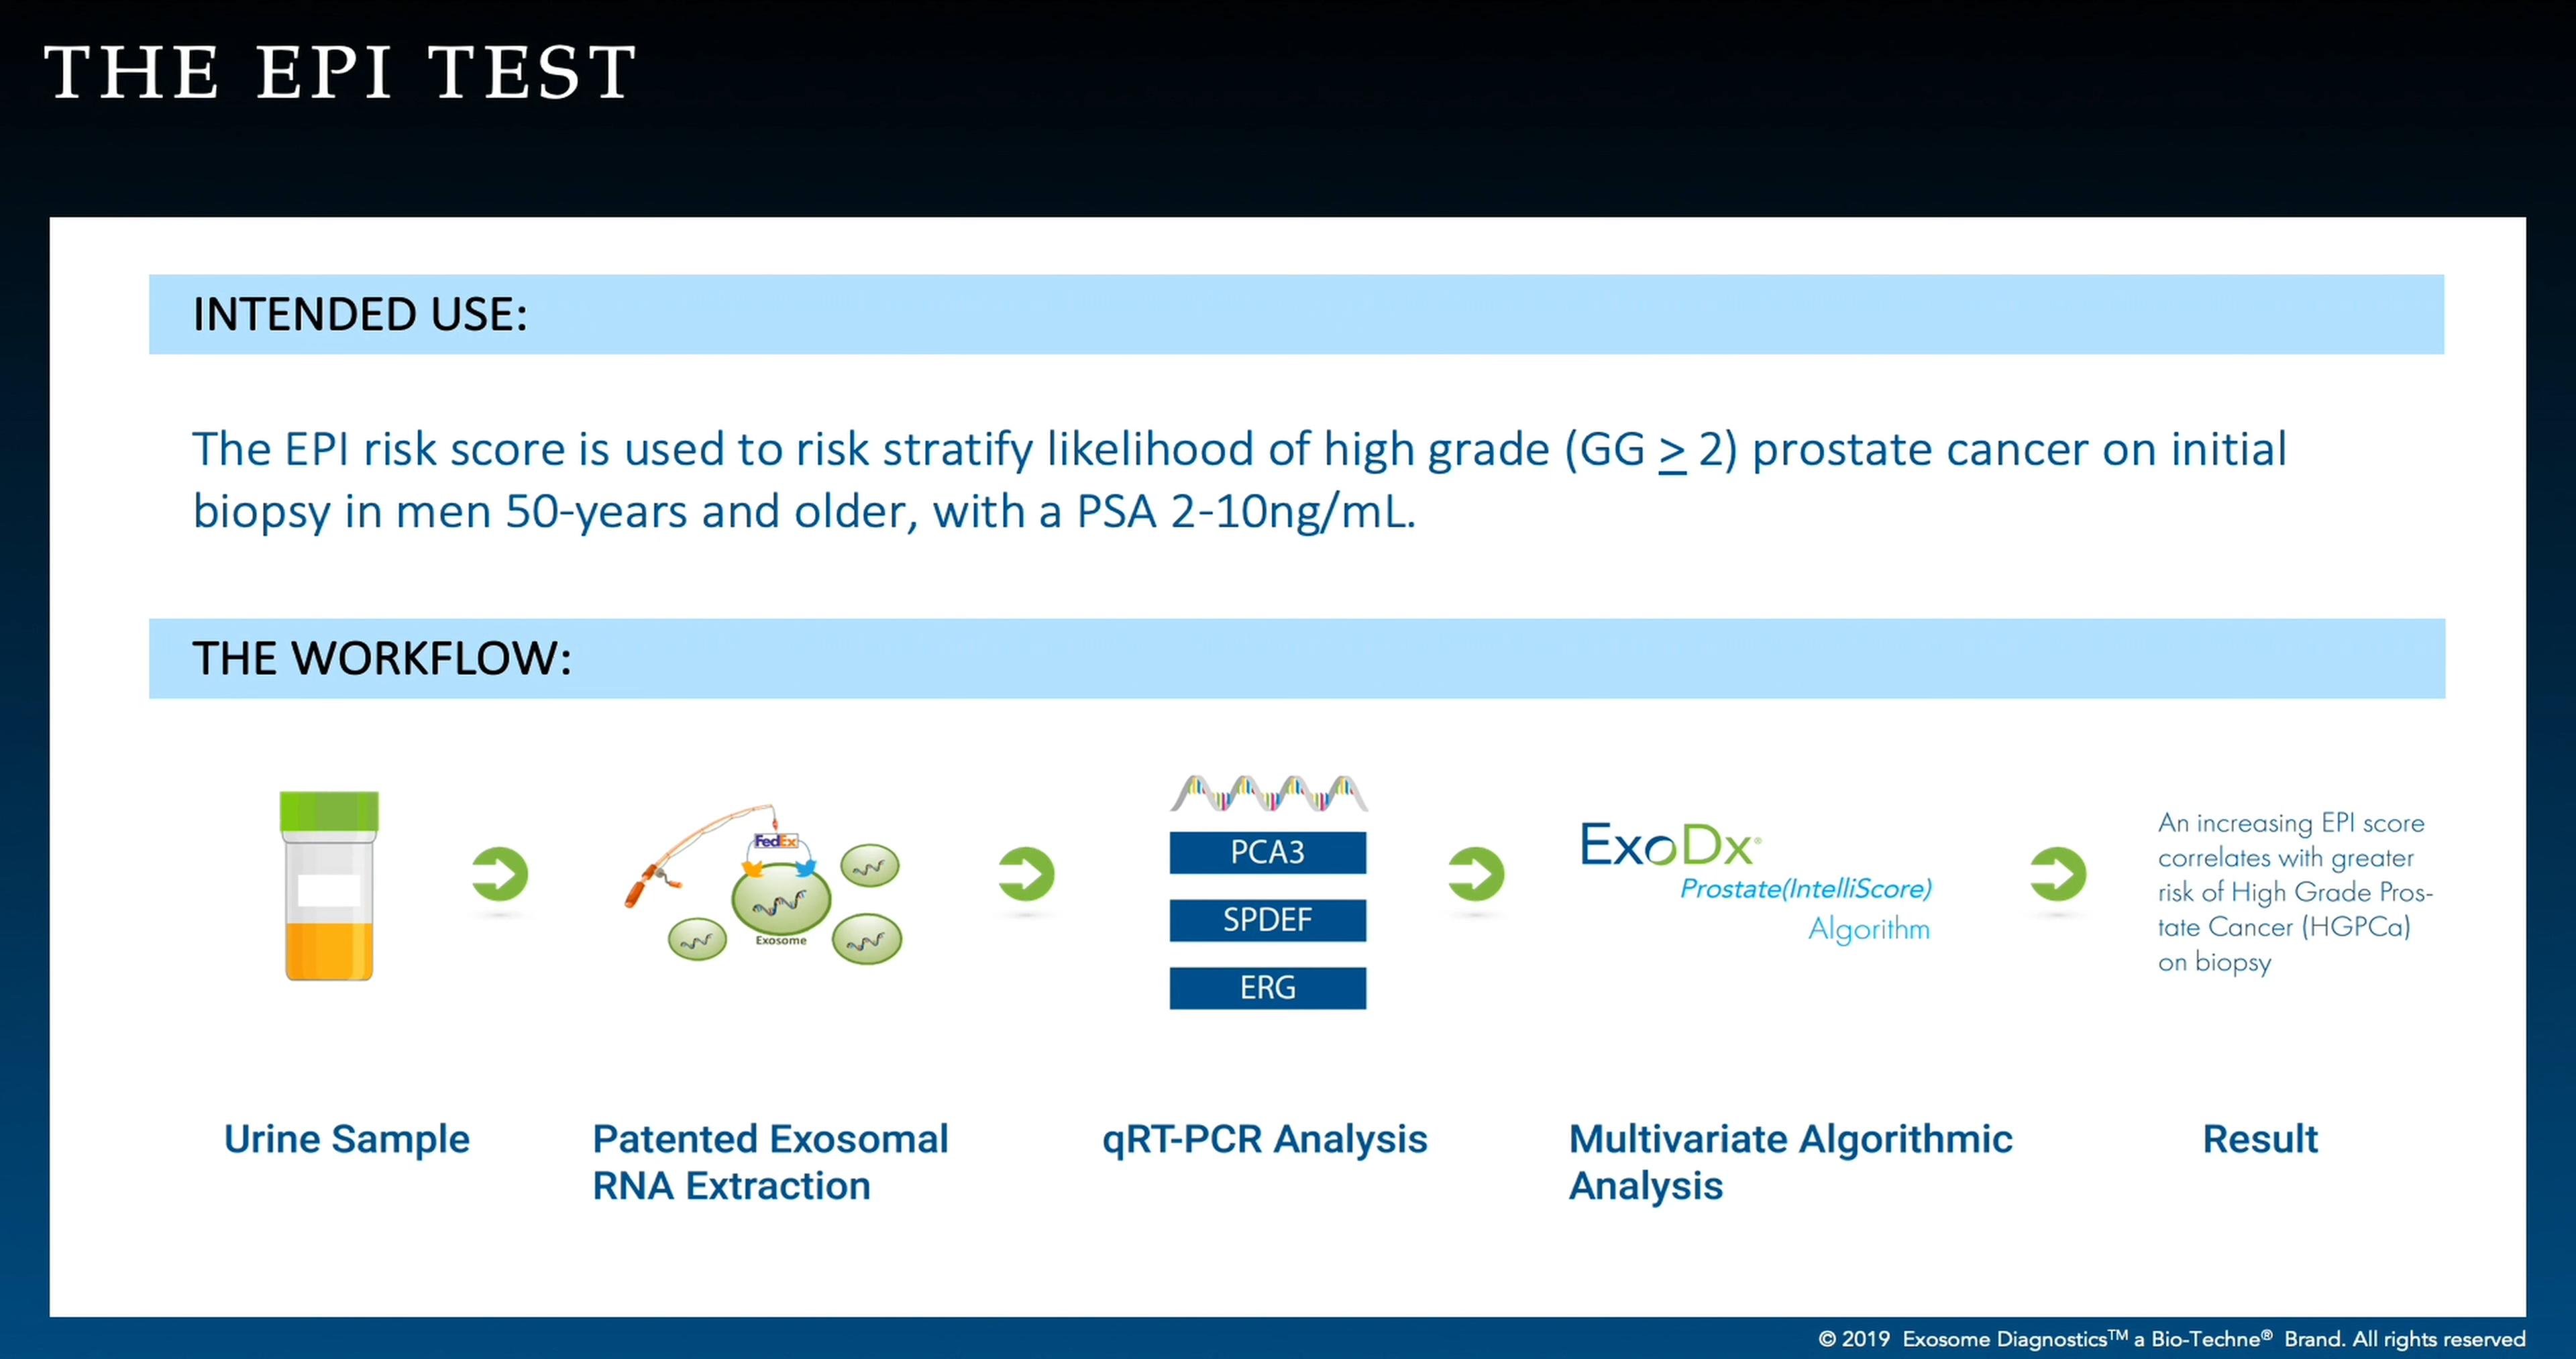 THE EPI TEST
INTENDED USE:
The EPI risk score is used to risk stratify likelihood of high grade (GG ≥ 2) prostate cancer on initial
biopsy in men 50-years and older, with a PSA 2-10ng/mL.
THE WORKFLOW:
FedEx
Exosome
PCA3
SPDEF
ERG
ExoDx®
Prostate(IntelliScore)
Algorithm
An increasing EPI score
correlates with greater
risk of High Grade Pros-
tate Cancer (HGPCa)
on biopsy
Urine Sample
Patented Exosomal
RNA Extraction
qRT-PCR Analysis
Multivariate Algorithmic
Analysis
Result
© 2019 Exosome Diagnostics™ a Bio-Techne® Brand. All rights reserved